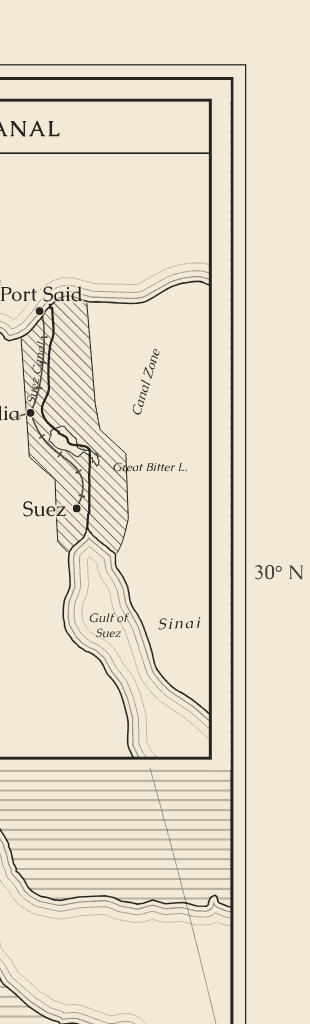 ANAL
Port Said
Suez Canal
Canal Zone
lia
Great Bitter L.
Suez
30° N
Gulf of
Suez
Sinai